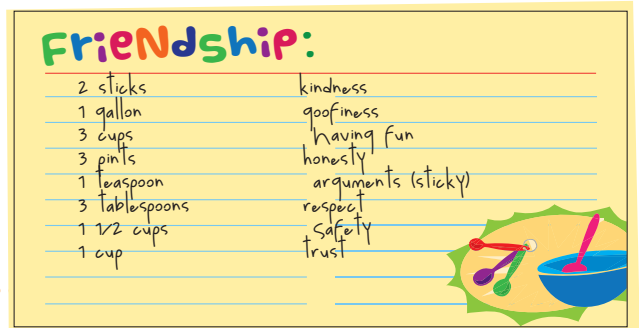 FrieNdship:
2 sticks kindness
1 gallon goofiness
3 cups having fun
3 pints honesty
1 teaspoon arguments (sticky)
3 tablespoons respect
1 1/2 cups safety
1 cup trust